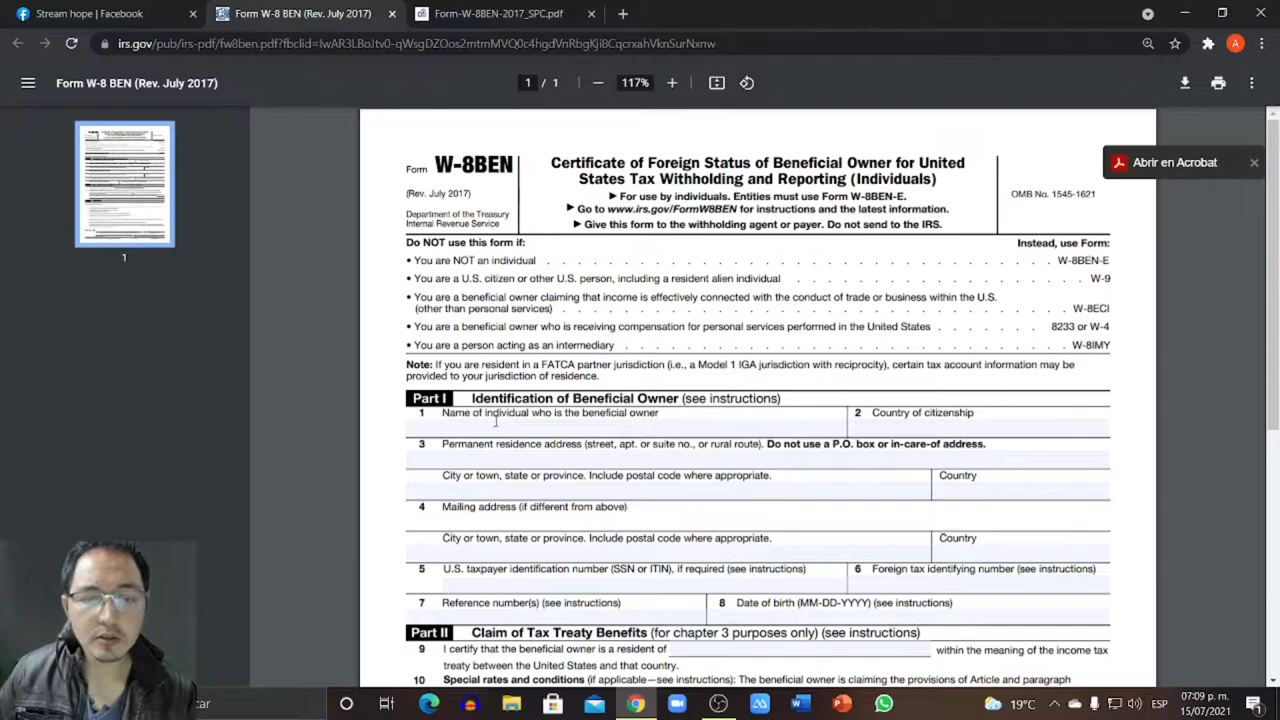 Stream hope | Facebook
Form W-8 BEN (Rev. July 2017)
Form-W-8BEN-2017_SPC.pdf
irs.gov/pub/irs-pdf/fw8ben.pdf?fbclid=IwAR3LBoJtv0-qWsgDZOos2mtmMVQ0c4hgdVnRbgKji8CqcrxahVknSurNxnw
A
Form W-8 BEN (Rev. July 2017)
1 / 1
117%
1
Abrir en Acrobat
Form W-8BEN
(Rev. July 2017)
Department of the Treasury
Internal Revenue Service
Certificate of Foreign Status of Beneficial Owner for United
States Tax Withholding and Reporting (Individuals)
▶ For use by individuals. Entities must use Form W-8BEN-E.
▶ Go to www.irs.gov/FormW8BEN for instructions and the latest information.
▶ Give this form to the withholding agent or payer. Do not send to the IRS.
OMB No. 1545-1621
Do NOT use this form if: Instead, use Form:
• You are NOT an individual . . . . . . . . . . . . . . . . . . . . W-8BEN-E
• You are a U.S. citizen or other U.S. person, including a resident alien individual . . . . . . . . . W-9
• You are a beneficial owner claiming that income is effectively connected with the conduct of trade or business within the U.S.
(other than personal services) . . . . . . . . . . . . . . . . . . . W-8ECI
• You are a beneficial owner who is receiving compensation for personal services performed in the United States . . . . 8233 or W-4
• You are a person acting as an intermediary . . . . . . . . . . . . . . . . W-8IMY
Note: If you are resident in a FATCA partner jurisdiction (i.e., a Model 1 IGA jurisdiction with reciprocity), certain tax account information may be
provided to your jurisdiction of residence.
Part I Identification of Beneficial Owner (see instructions)
1 Name of individual who is the beneficial owner
2 Country of citizenship
3 Permanent residence address (street, apt. or suite no., or rural route). Do not use a P.O. box or in-care-of address.
City or town, state or province. Include postal code where appropriate.
Country
4 Mailing address (if different from above)
City or town, state or province. Include postal code where appropriate.
Country
5 U.S. taxpayer identification number (SSN or ITIN), if required (see instructions)
6 Foreign tax identifying number (see instructions)
7 Reference number(s) (see instructions)
8 Date of birth (MM-DD-YYYY) (see instructions)
Part II Claim of Tax Treaty Benefits (for chapter 3 purposes only) (see instructions)
9 I certify that the beneficial owner is a resident of within the meaning of the income tax
treaty between the United States and that country.
10 Special rates and conditions (if applicable—see instructions): The beneficial owner is claiming the provisions of Article and paragraph
car
19°C
ESP
07:09 p. m.
15/07/2021
1